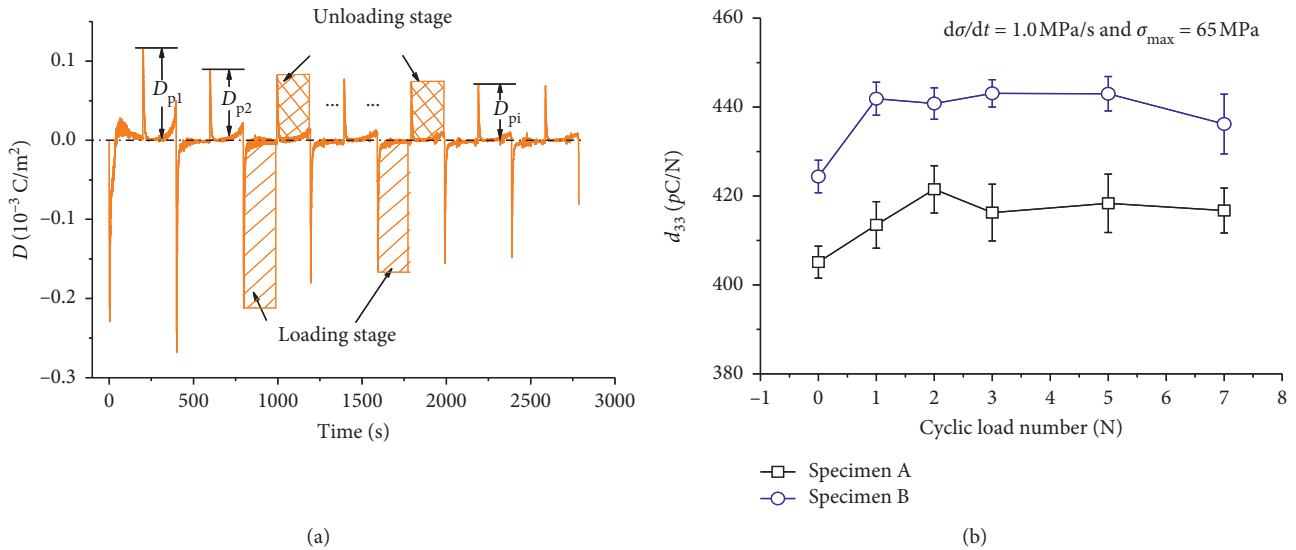 Unloading stage
0.1
0.0
−0.1
−0.2
−0.3
D (10⁻³ C/m²)
D_p1
D_p2
... ...
D_pi
Loading stage
0 500 1000 1500 2000 2500 3000
Time (s)
(a)
dσ/dt = 1.0 MPa/s and σ_max = 65 MPa
460
440
420
400
380
d₃₃ (pC/N)
−1 0 1 2 3 4 5 6 7 8
Cyclic load number (N)
Specimen A
Specimen B
(b)